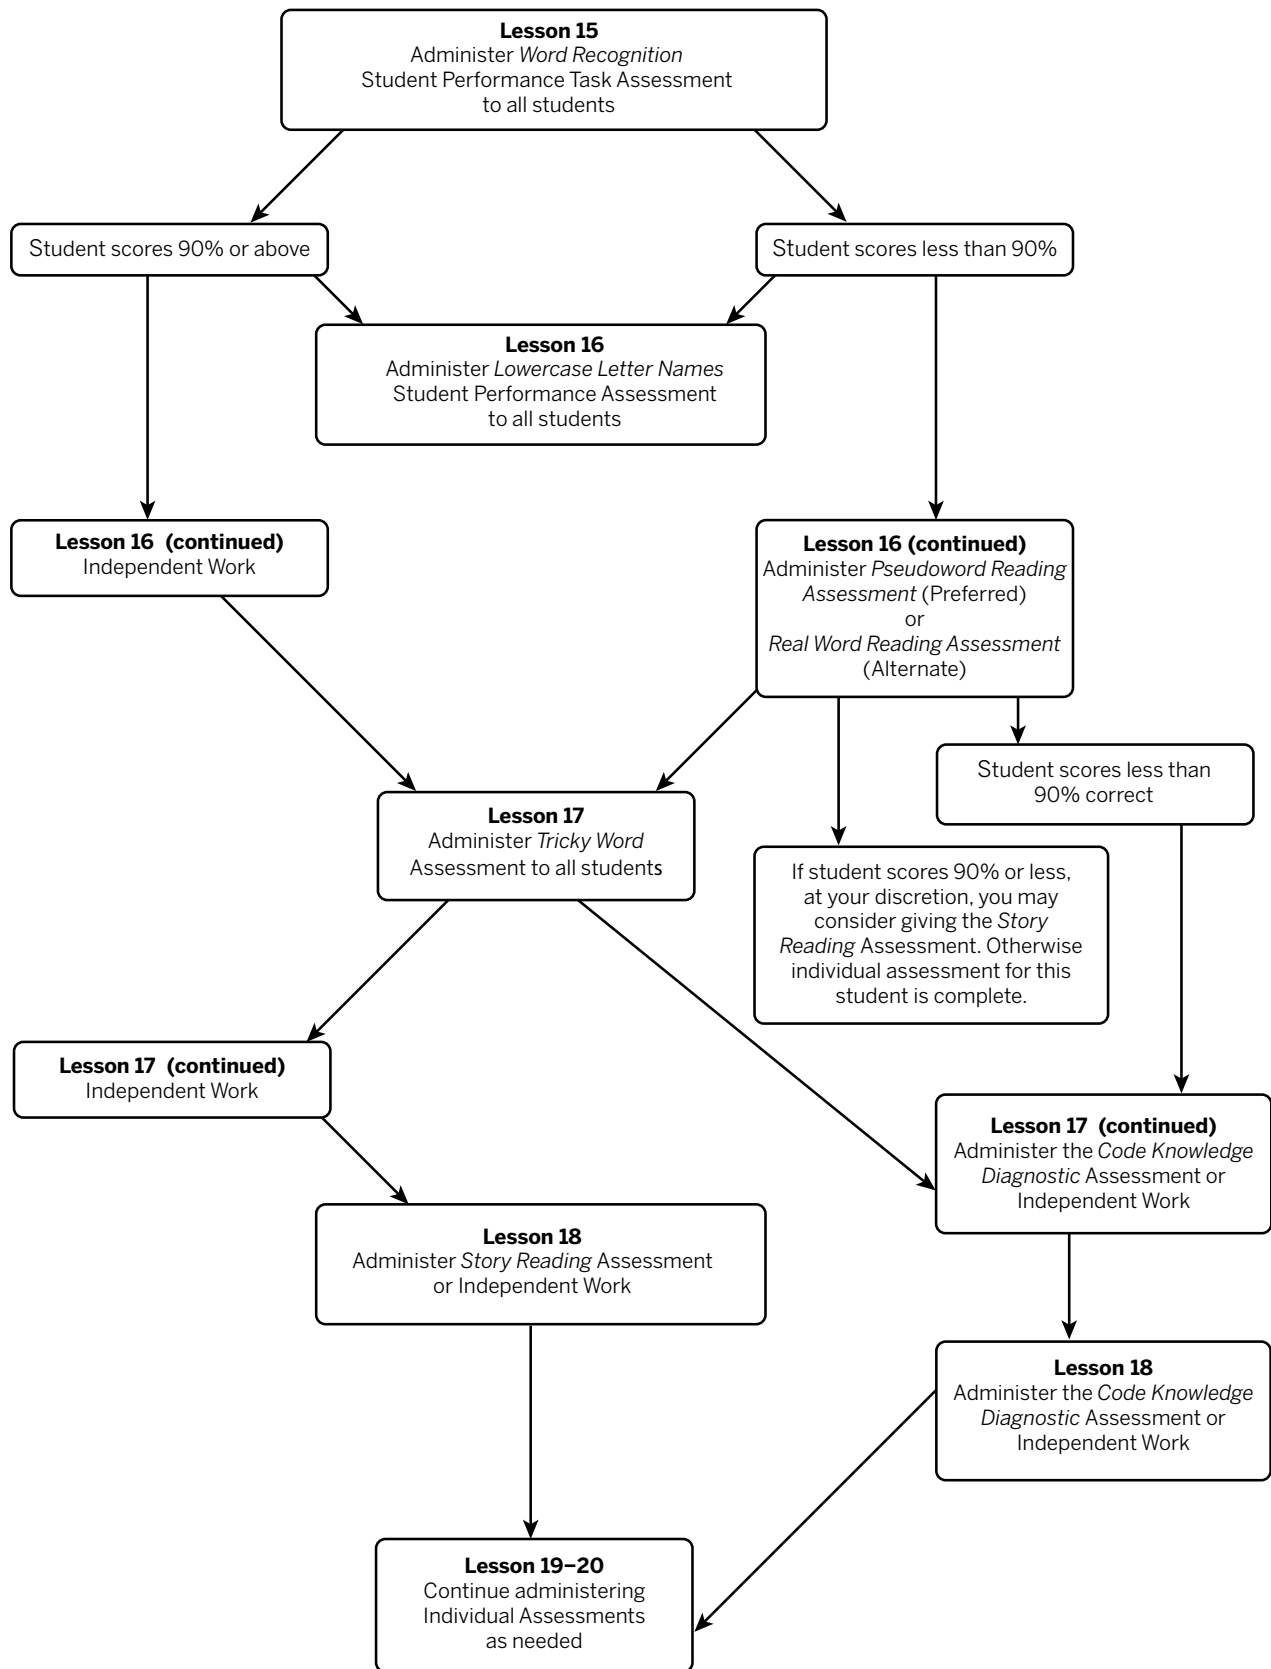 Lesson 15
Administer Word Recognition
Student Performance Task Assessment
to all students
Student scores 90% or above
Student scores less than 90%
Lesson 16
Administer Lowercase Letter Names
Student Performance Assessment
to all students
Lesson 16 (continued)
Independent Work
Lesson 16 (continued)
Administer Pseudoword Reading
Assessment (Preferred)
or
Real Word Reading Assessment
(Alternate)
Student scores less than
90% correct
Lesson 17
Administer Tricky Word
Assessment to all students
If student scores 90% or less,
at your discretion, you may
consider giving the Story
Reading Assessment. Otherwise
individual assessment for this
student is complete.
Lesson 17 (continued)
Independent Work
Lesson 17 (continued)
Administer the Code Knowledge
Diagnostic Assessment or
Independent Work
Lesson 18
Administer Story Reading Assessment
or Independent Work
Lesson 18
Administer the Code Knowledge
Diagnostic Assessment or
Independent Work
Lesson 19–20
Continue administering
Individual Assessments
as needed